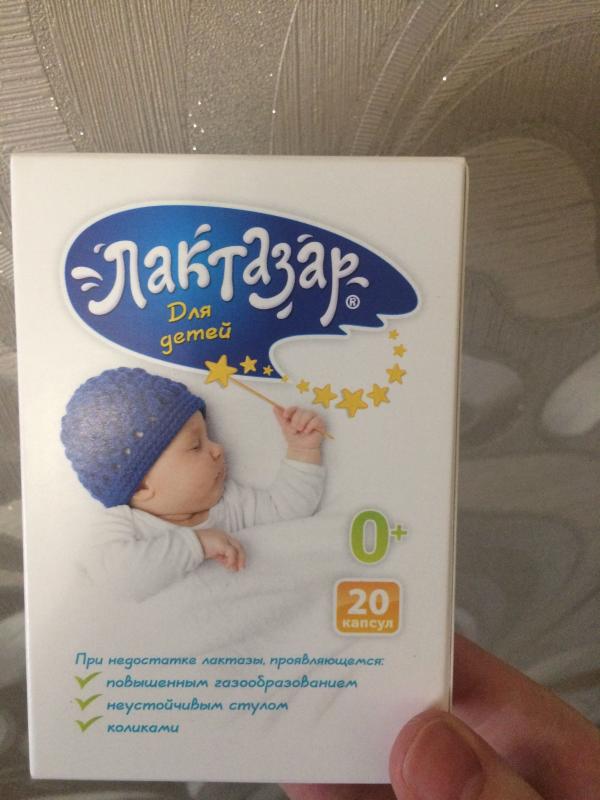 Лактазар®
Для
детей
0+
20
капсул
При недостатке лактазы, проявляющемся:
повышенным газообразованием
неустойчивым стулом
коликами